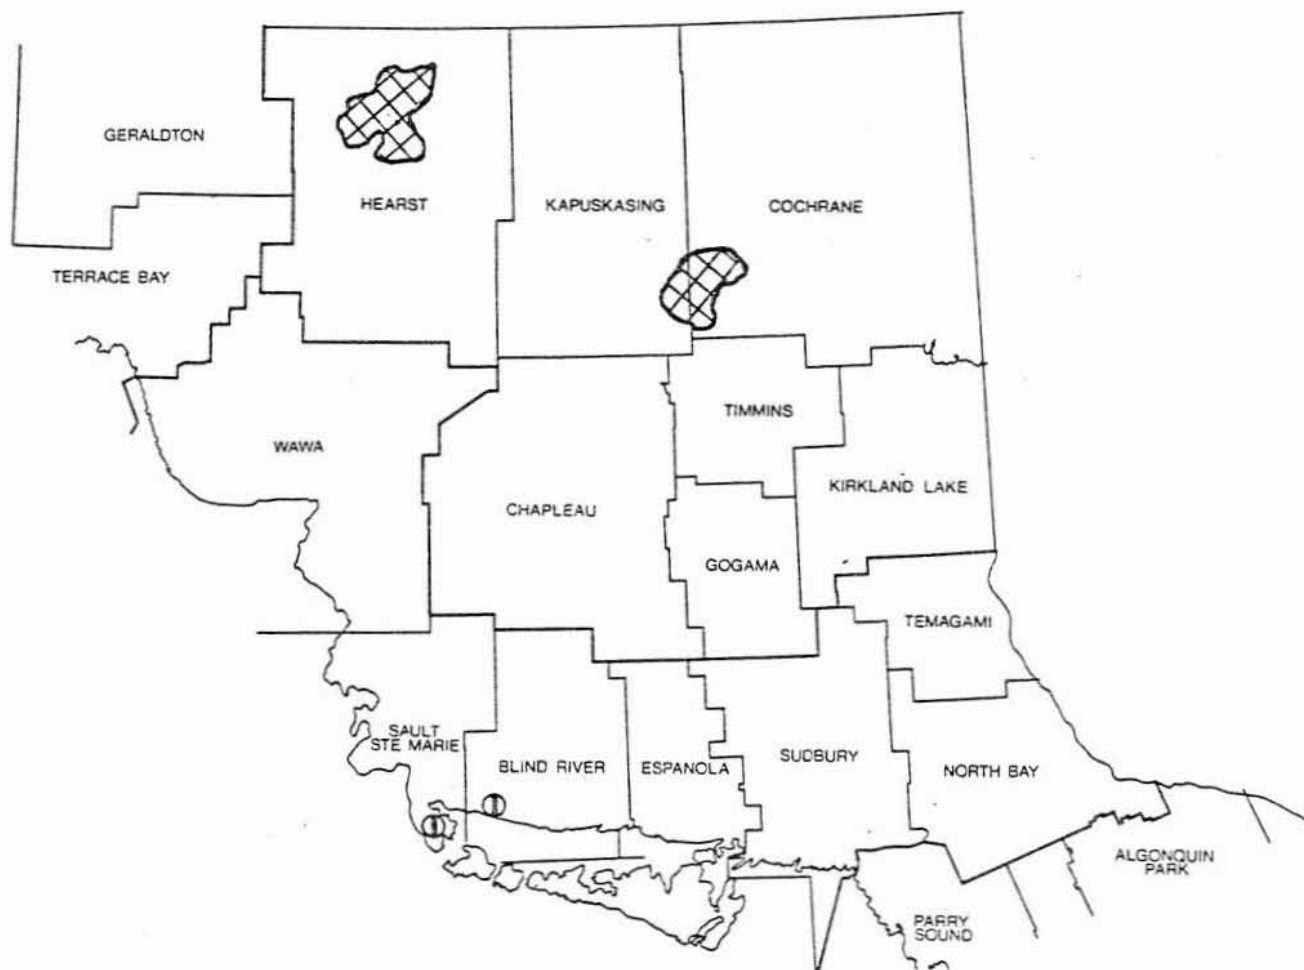 GERALDTON
HEARST
KAPUSKASING
COCHRANE
TERRACE BAY
TIMMINS
WAWA
KIRKLAND LAKE
CHAPLEAU
GOGAMA
TEMAGAMI
SAULT
STE MARIE
BLIND RIVER
ESPANOLA
SUDBURY
NORTH BAY
ALGONQUIN
PARK
PARRY
SOUND